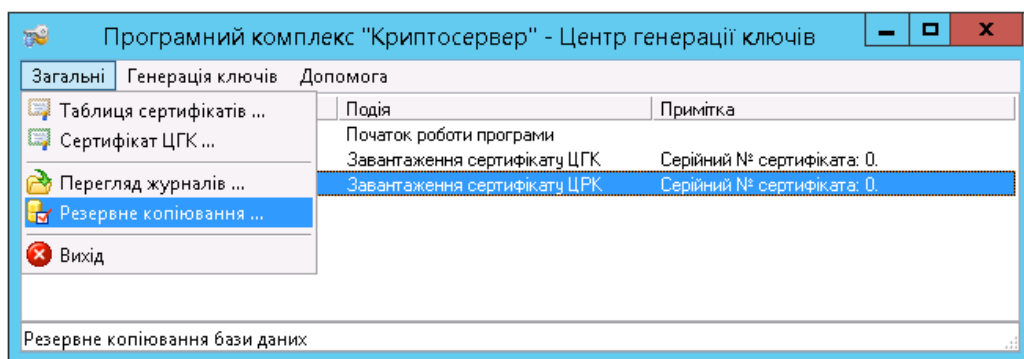 Програмний комплекс "Криптосервер" - Центр генерації ключів
Загальні Генерація ключів Допомога
Таблиця сертифікатів ...
Сертифікат ЦГК ...
Перегляд журналів ...
Резервне копіювання ...
Вихід
Подія Примітка
Початок роботи програми
Завантаження сертифікату ЦГК Серійний № сертифіката: 0.
Завантаження сертифікату ЦРК Серійний № сертифіката: 0.
Резервне копіювання бази даних